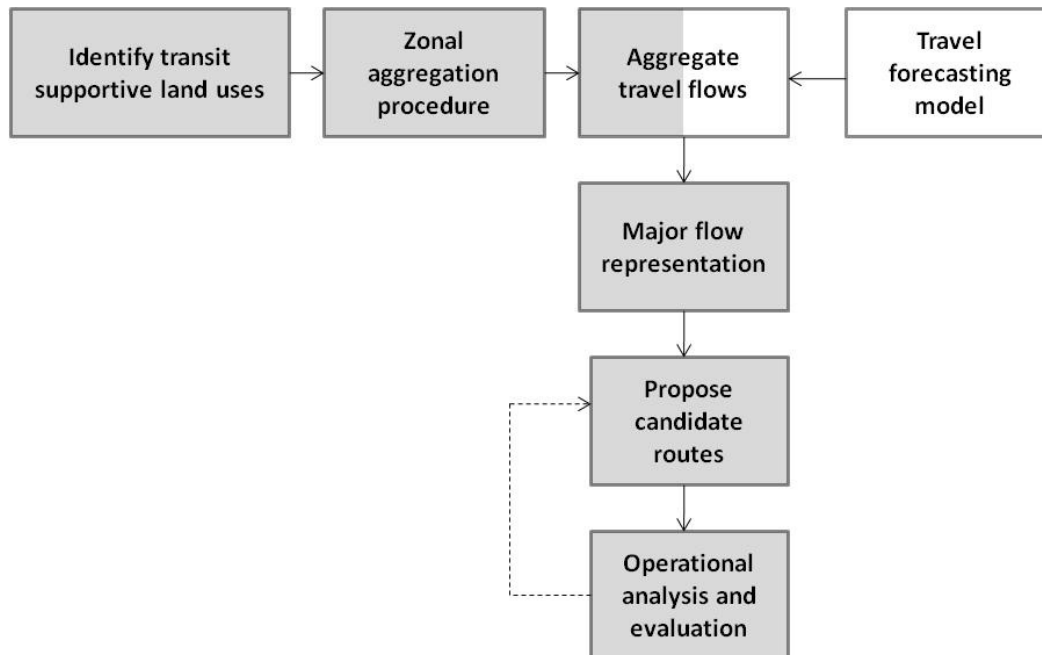 Identify transit
supportive land uses
Zonal
aggregation
procedure
Aggregate
travel flows
Travel
forecasting
model
Major flow
representation
Propose
candidate
routes
Operational
analysis and
evaluation